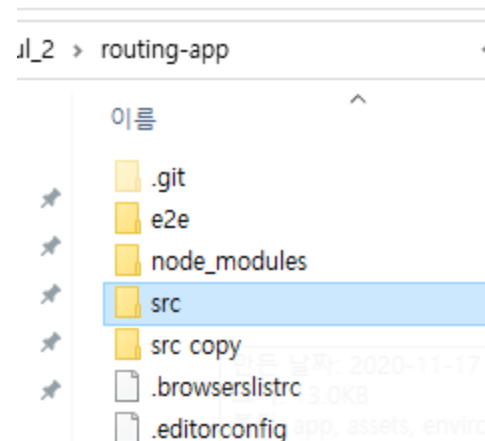 ul_2 › routing-app
이름
.git
e2e
node_modules
src
src copy
만든 날짜: 2020-11-17
.browserslistrc
3.0KB
.editorconfig
app, assets, enviro